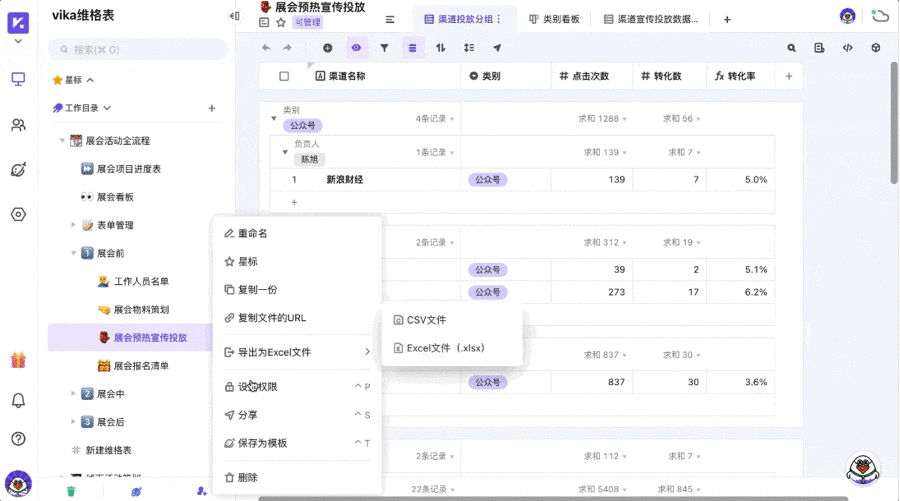 vika维格表
搜索(⌘ G)
星标
工作目录
展会活动全流程
展会项目进度表
展会看板
表单管理
展会前
工作人员名单
展会物料策划
展会预热宣传投放
展会报名清单
展会中
展会后
新建维格表
展会预热宣传投放
可管理
渠道投放分组
类别看板
渠道宣传投放数据...
渠道名称 类别 点击次数 转化数 转化率
类别
公众号 4条记录 求和 1288 求和 56
负责人
陈旭 1条记录 求和 139 求和 7
1 新浪财经 公众号 139 7 5.0%
2条记录 求和 312 求和 19
公众号 39 2 5.1%
公众号 273 17 6.2%
求和 837 求和 30
公众号 837 30 3.6%
2条记录 求和 112 求和 7
22条记录 求和 5408 求和 845
重命名
星标
复制一份
复制文件的URL
导出为Excel文件
CSV文件
Excel文件（.xlsx）
权限 ^ P
分享 ^ S
保存为模板 ^ T
删除